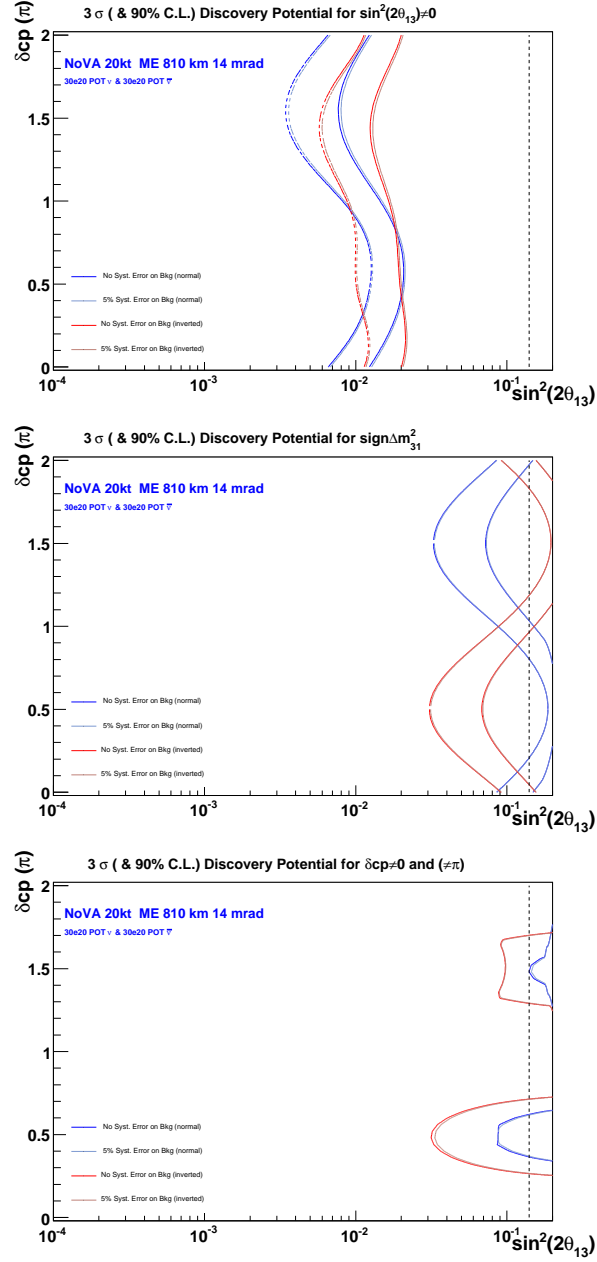 3 σ ( & 90% C.L.) Discovery Potential for sin²(2θ₁₃)≠0
δcp (π)
NoVA 20kt ME 810 km 14 mrad
30e20 POT ν & 30e20 POT ν̅
2
1.5
1
0.5
0
No Syst. Error on Bkg (normal)
5% Syst. Error on Bkg (normal)
No Syst. Error on Bkg (inverted)
5% Syst. Error on Bkg (inverted)
10⁻⁴ 10⁻³ 10⁻² 10⁻¹
sin²(2θ₁₃)
3 σ ( & 90% C.L.) Discovery Potential for signΔm²₃₁
δcp (π)
NoVA 20kt ME 810 km 14 mrad
30e20 POT ν & 30e20 POT ν̅
2
1.5
1
0.5
0
No Syst. Error on Bkg (normal)
5% Syst. Error on Bkg (normal)
No Syst. Error on Bkg (inverted)
5% Syst. Error on Bkg (inverted)
10⁻⁴ 10⁻³ 10⁻² 10⁻¹
sin²(2θ₁₃)
3 σ ( & 90% C.L.) Discovery Potential for δcp≠0 and (≠π)
δcp (π)
NoVA 20kt ME 810 km 14 mrad
30e20 POT ν & 30e20 POT ν̅
2
1.5
1
0.5
0
No Syst. Error on Bkg (normal)
5% Syst. Error on Bkg (normal)
No Syst. Error on Bkg (inverted)
5% Syst. Error on Bkg (inverted)
10⁻⁴ 10⁻³ 10⁻² 10⁻¹
sin²(2θ₁₃)